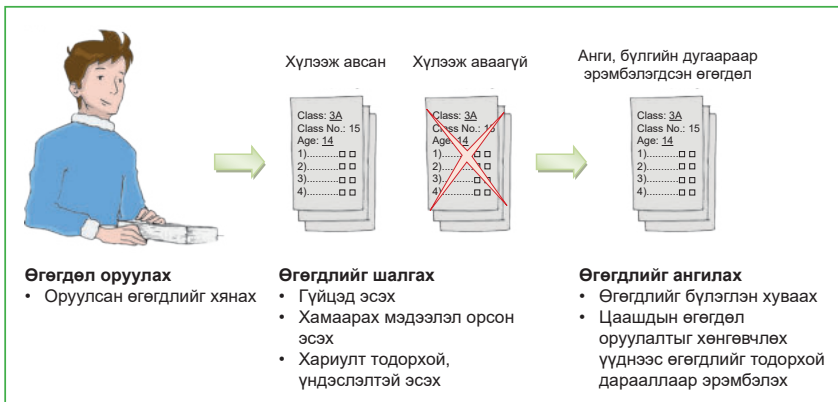 Хүлээж авсан
Хүлээж аваагүй
Анги, бүлгийн дугаараар
эрэмбэлэгдсэн өгөгдөл
Class: 3A
Class No.: 15
Age: 14
1)..........
2)..........
3)..........
4)..........
Class: 3A
Class No.: 15
Age: 14
1)..........
2)..........
3)..........
4)..........
Class: 3A
Class No.: 15
Age: 14
1)..........
2)..........
3)..........
4)..........
Өгөгдөл оруулах
• Оруулсан өгөгдлийг хянах
Өгөгдлийг шалгах
• Гүйцэд эсэх
• Хамаарах мэдээлэл орсон
эсэх
• Хариулт тодорхой,
үндэслэлтэй эсэх
Өгөгдлийг ангилах
• Өгөгдлийг бүлэглэн хуваах
• Цаашдын өгөгдөл
оруулалтыг хөнгөвчлөх
үүднээс өгөгдлийг тодорхой
дарааллаар эрэмбэлэх